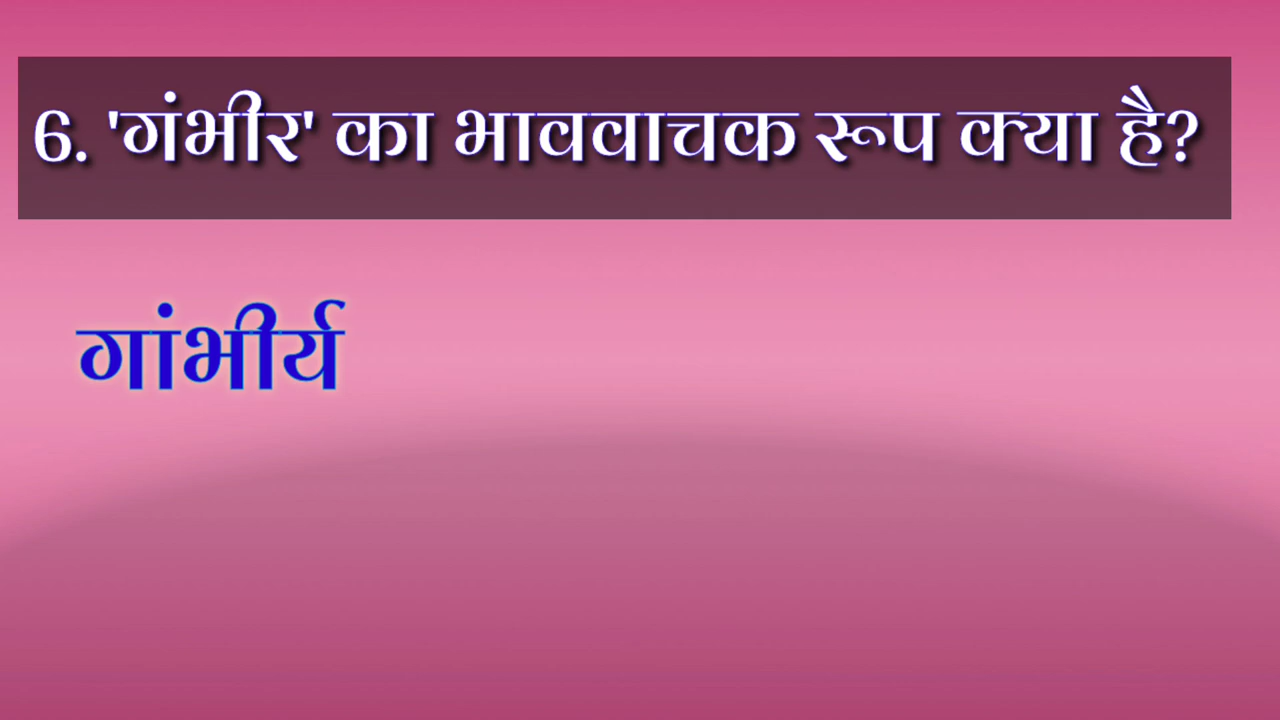 6. 'गंभीर' का भाववाचक रूप क्या है?
गांभीर्य